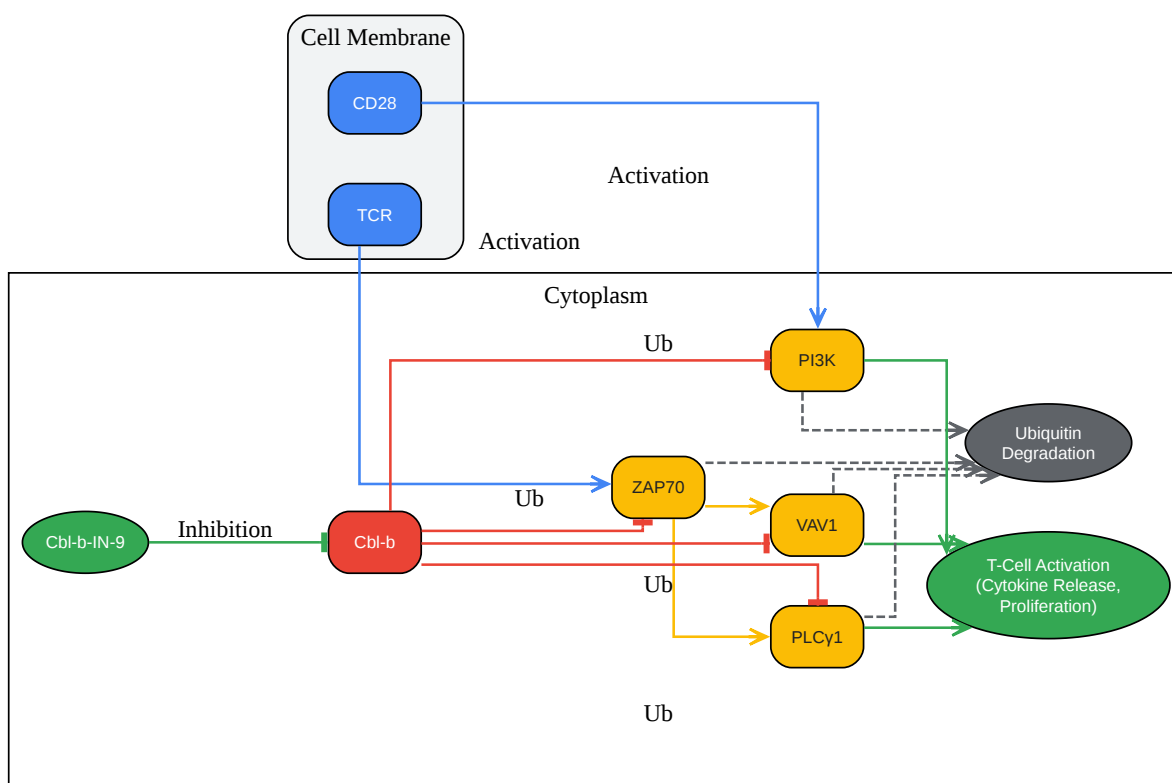 Cell Membrane
CD28
TCR
Activation
Activation
Cytoplasm
Ub
PI3K
Ubiquitin
Degradation
ZAP70
Ub
VAV1
Inhibition
Cbl-b-IN-9
Cbl-b
T-Cell Activation
(Cytokine Release,
Proliferation)
Ub
PLCγ1
Ub